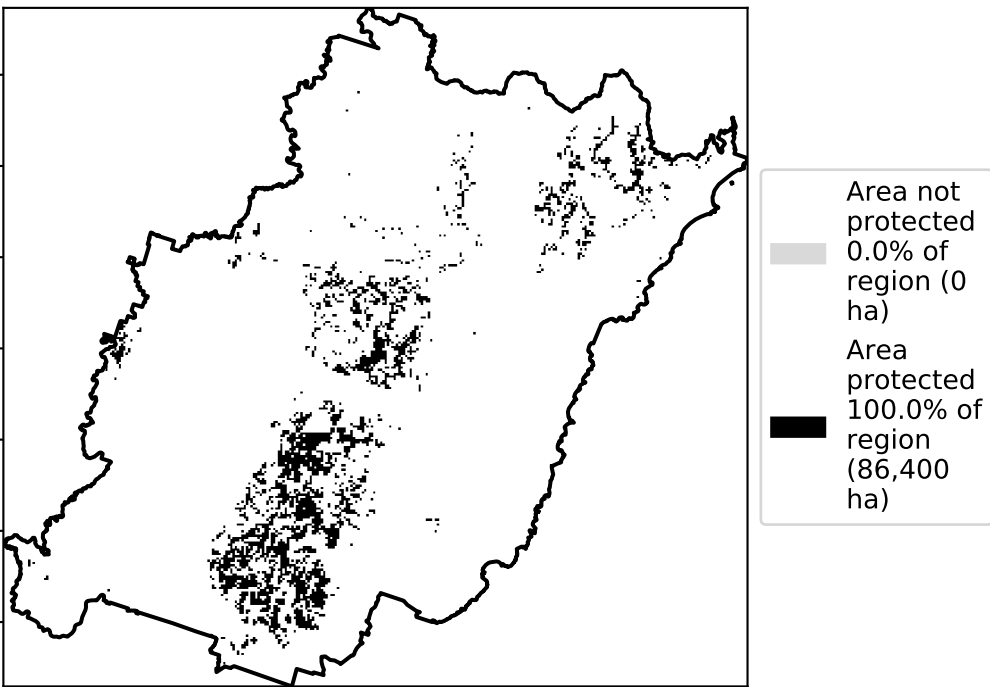 Area not
protected
0.0% of
region (0
ha)
Area
protected
100.0% of
region
(86,400
ha)